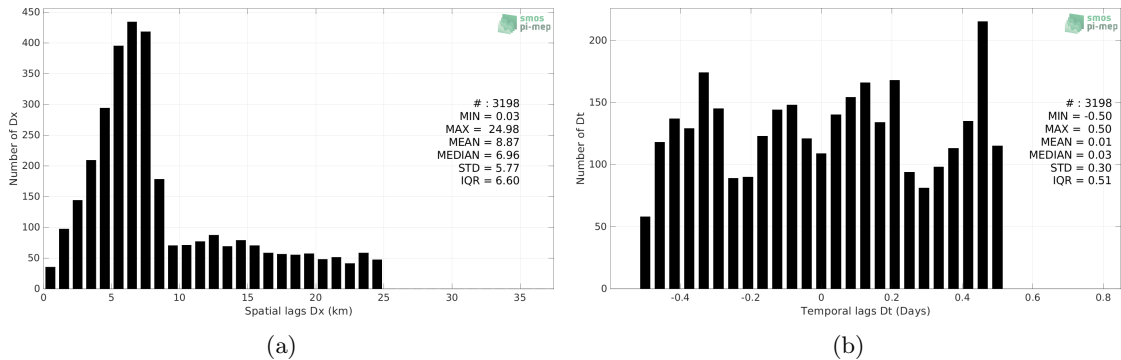 450
400
350
300
250
200
150
100
50
0
Number of Dx
0 5 10 15 20 25 30 35
Spatial lags Dx (km)
smos
pi-mep
# : 3198
MIN = 0.03
MAX = 24.98
MEAN = 8.87
MEDIAN = 6.96
STD = 5.77
IQR = 6.60
(a)
200
150
100
50
0
Number of Dt
-0.4 -0.2 0 0.2 0.4 0.6 0.8
Temporal lags Dt (Days)
smos
pi-mep
# : 3198
MIN = -0.50
MAX = 0.50
MEAN = 0.01
MEDIAN = 0.03
STD = 0.30
IQR = 0.51
(b)